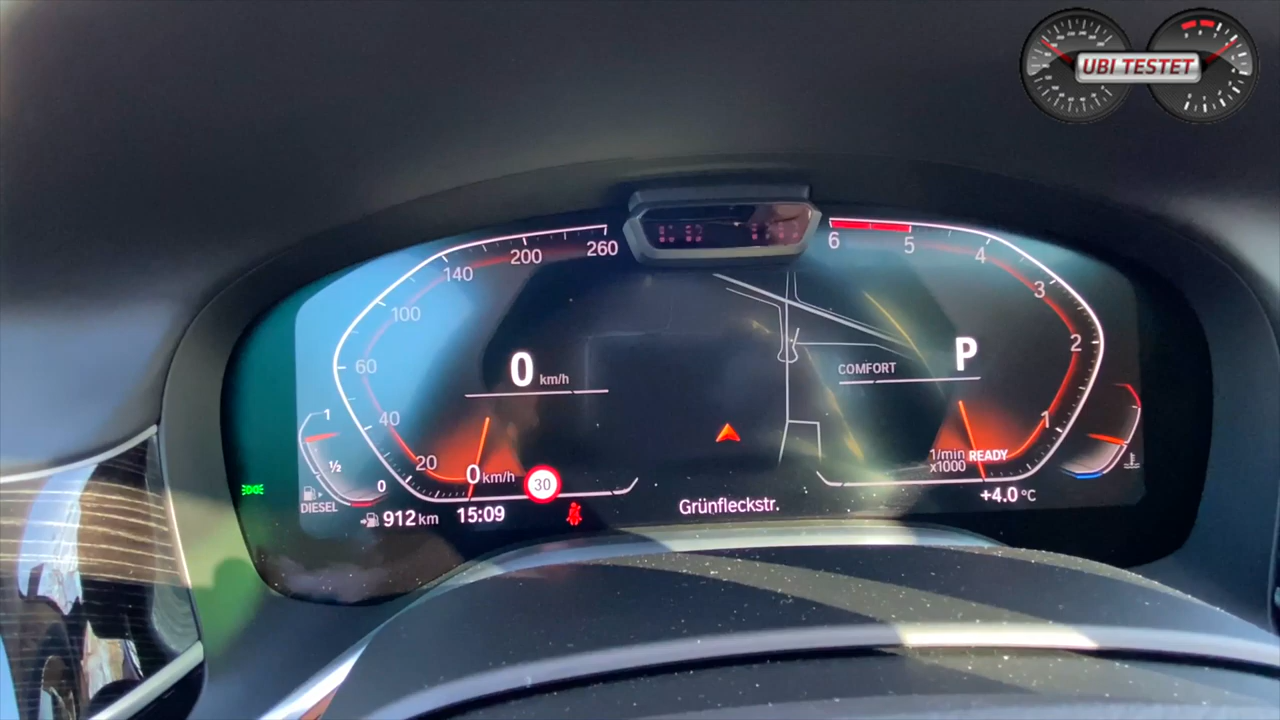 UBI TESTET
260
200
140
100
60
40
20
0 km/h
6
5
4
3
2
1
P
COMFORT
0 km/h
30
1/min
x1000
READY
1
½
0
DIESEL
912 km
15:09
Grünfleckstr.
+4.0 °C